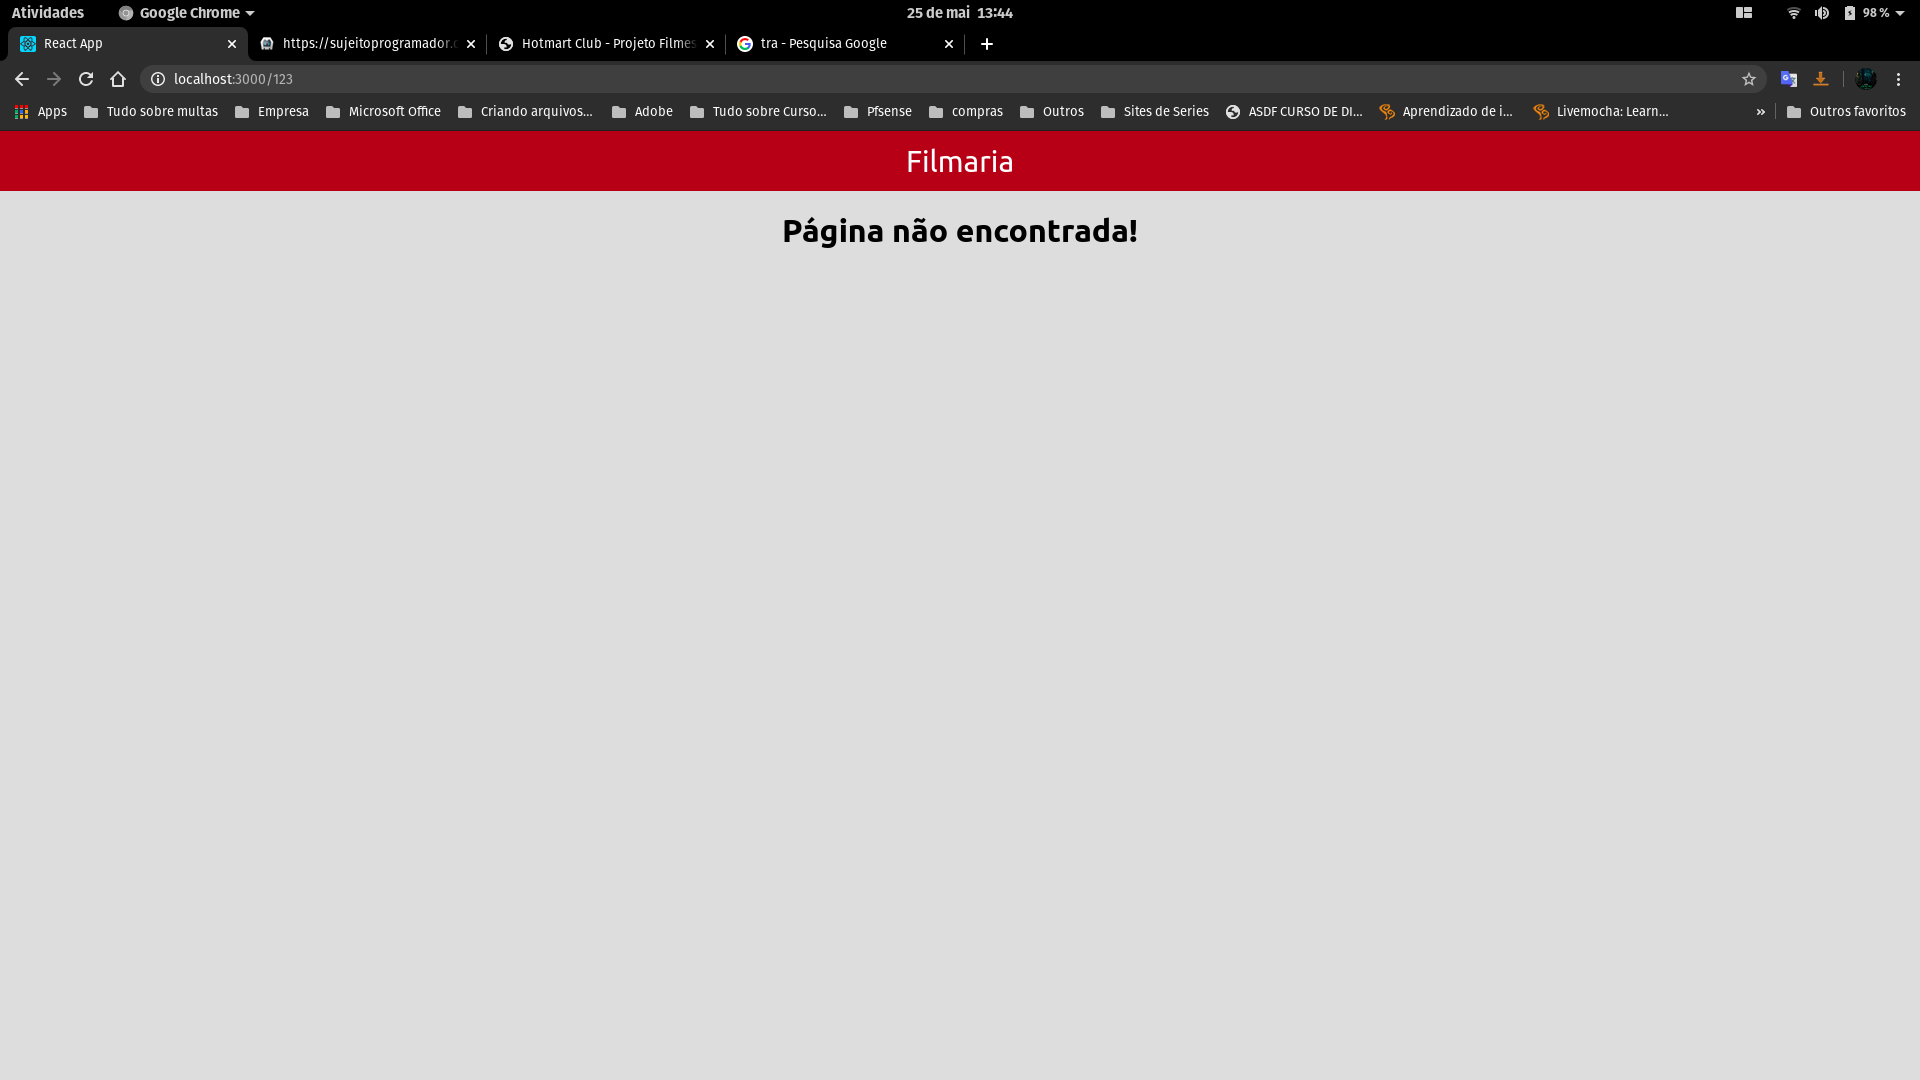 Atividades Google Chrome 25 de mai 13:44 98 %
React App https://sujeitoprogramador. Hotmart Club - Projeto Filmes tra - Pesquisa Google
localhost:3000/123
Apps Tudo sobre multas Empresa Microsoft Office Criando arquivos... Adobe Tudo sobre Curso... Pfsense compras Outros Sites de Series ASDF CURSO DE DI... Aprendizado de i... Livemocha: Learn... » Outros favoritos
Filmaria
Página não encontrada!